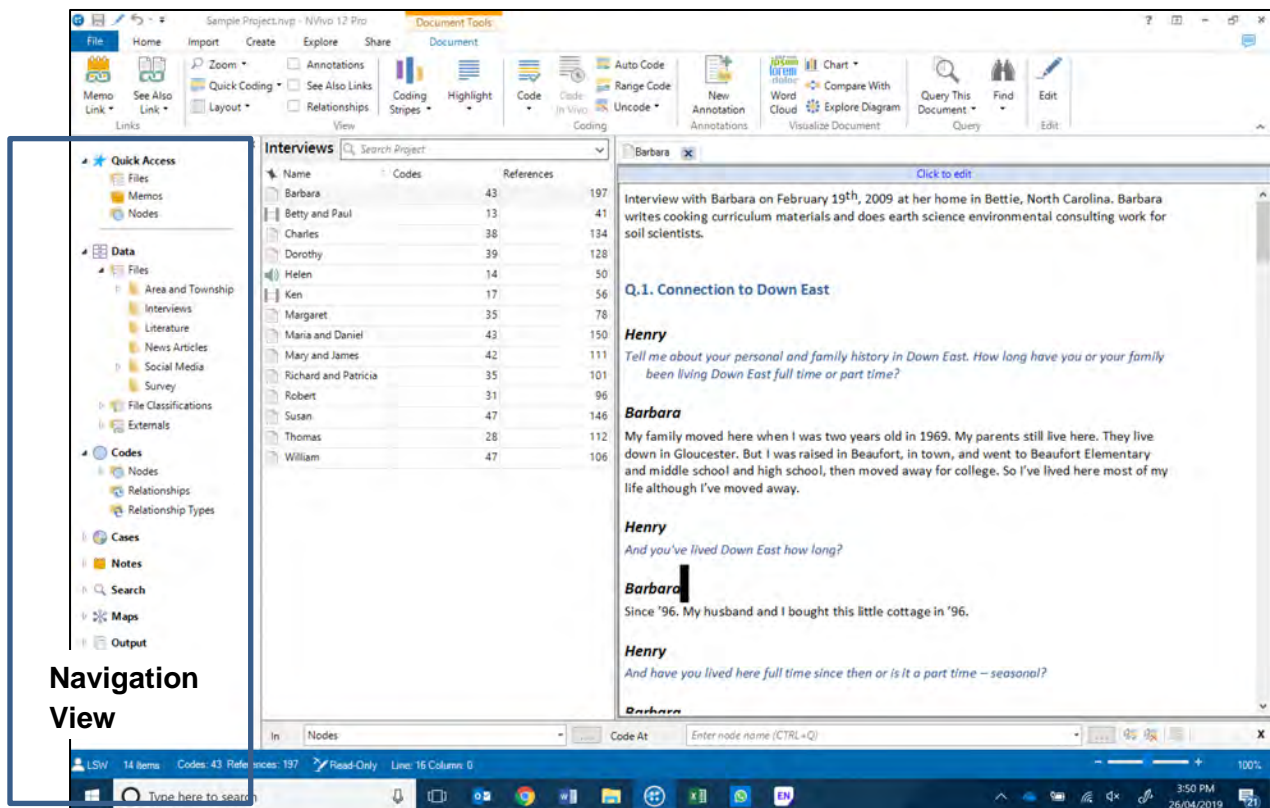 Sample Project.nvp - NVivo 12 Pro
Document Tools
File Home Import Create Explore Share Document
Memo Link
See Also Link
Links
Zoom
Quick Coding
Layout
Annotations
See Also Links
Relationships
Coding Stripes
Highlight
View
Code
Code In Vivo
Auto Code
Range Code
Uncode
Coding
New Annotation
Annotations
Word Cloud
Chart
Compare With
Explore Diagram
Visualize Document
Query This Document
Find
Query
Edit
Edit
Quick Access
Files
Memos
Nodes
Data
Files
Area and Township
Interviews
Literature
News Articles
Social Media
Survey
File Classifications
Externals
Codes
Nodes
Relationships
Relationship Types
Cases
Notes
Search
Maps
Output
Navigation
View
Interviews Search Project
Name Codes References
Barbara 43 197
Betty and Paul 13 41
Charles 38 134
Dorothy 39 128
Helen 14 50
Ken 17 56
Margaret 35 78
Maria and Daniel 43 150
Mary and James 42 111
Richard and Patricia 35 101
Robert 31 96
Susan 47 146
Thomas 28 112
William 47 106
Barbara
Click to edit
Interview with Barbara on February 19th, 2009 at her home in Bettie, North Carolina. Barbara
writes cooking curriculum materials and does earth science environmental consulting work for
soil scientists.
Q.1. Connection to Down East
Henry
Tell me about your personal and family history in Down East. How long have you or your family
been living Down East full time or part time?
Barbara
My family moved here when I was two years old in 1969. My parents still live here. They live
down in Gloucester. But I was raised in Beaufort, in town, and went to Beaufort Elementary
and middle school and high school, then moved away for college. So I've lived here most of my
life although I've moved away.
Henry
And you've lived Down East how long?
Barbara
Since '96. My husband and I bought this little cottage in '96.
Henry
And have you lived here full time since then or is it a part time – seasonal?
Barbara
In Nodes ... Code At Enter node name (CTRL+Q) ... X
LSW 14 Items Codes: 43 References: 197 Read-Only Line: 16 Column: 0 100%
Type here to search
EN
3:50 PM
26/04/2019
21